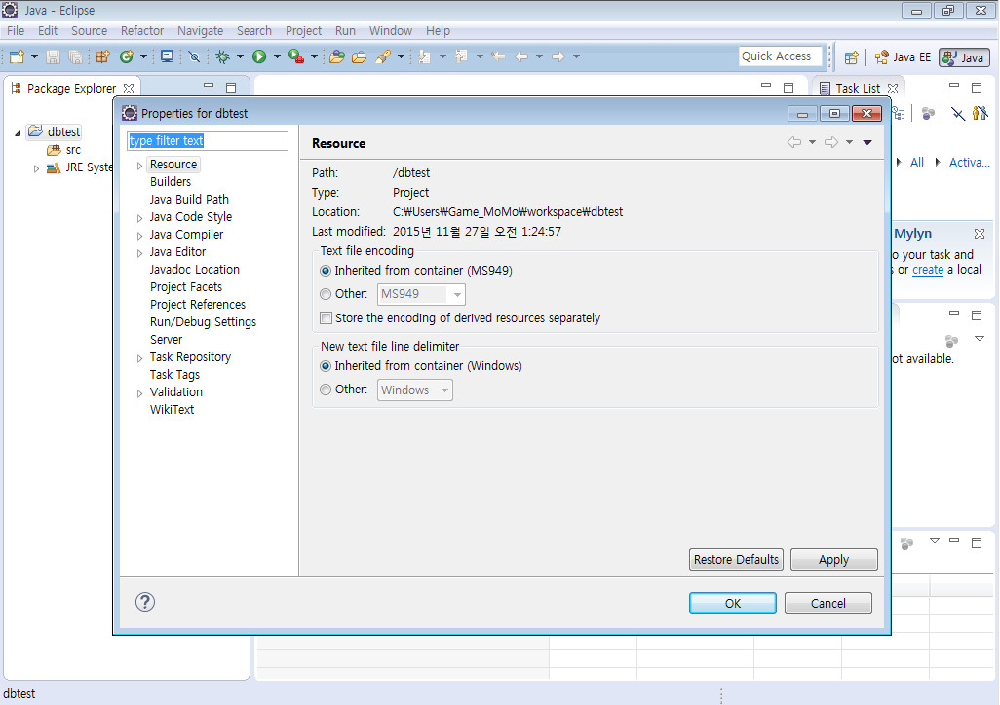 Java - Eclipse
File Edit Source Refactor Navigate Search Project Run Window Help
Quick Access
Java EE
Java
Package Explorer
Task List
dbtest
src
JRE Syste
Properties for dbtest
type filter text
Resource
Builders
Java Build Path
Java Code Style
Java Compiler
Java Editor
Javadoc Location
Project Facets
Project References
Run/Debug Settings
Server
Task Repository
Task Tags
Validation
WikiText
Resource
Path: /dbtest
Type: Project
Location: C:₩Users₩Game_MoMo₩workspace₩dbtest
Last modified: 2015년 11월 27일 오전 1:24:57
Text file encoding
Inherited from container (MS949)
Other: MS949
Store the encoding of derived resources separately
New text file line delimiter
Inherited from container (Windows)
Other: Windows
Restore Defaults
Apply
OK
Cancel
All
Activa...
Mylyn
o your task and
or create a local
ot available.
dbtest